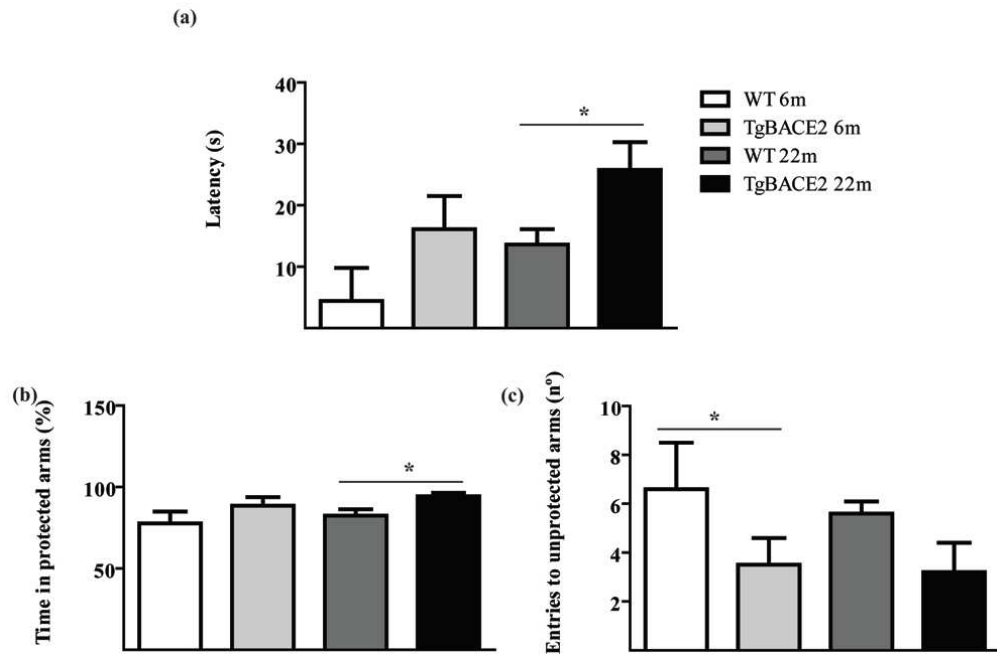 (a)
Latency (s)
40
30
20
10
*
WT 6m
TgBACE2 6m
WT 22m
TgBACE2 22m
(b)
Time in protected arms (%)
150
100
50
*
(c)
Entries to unprotected arms (nº)
10
8
6
4
2
*